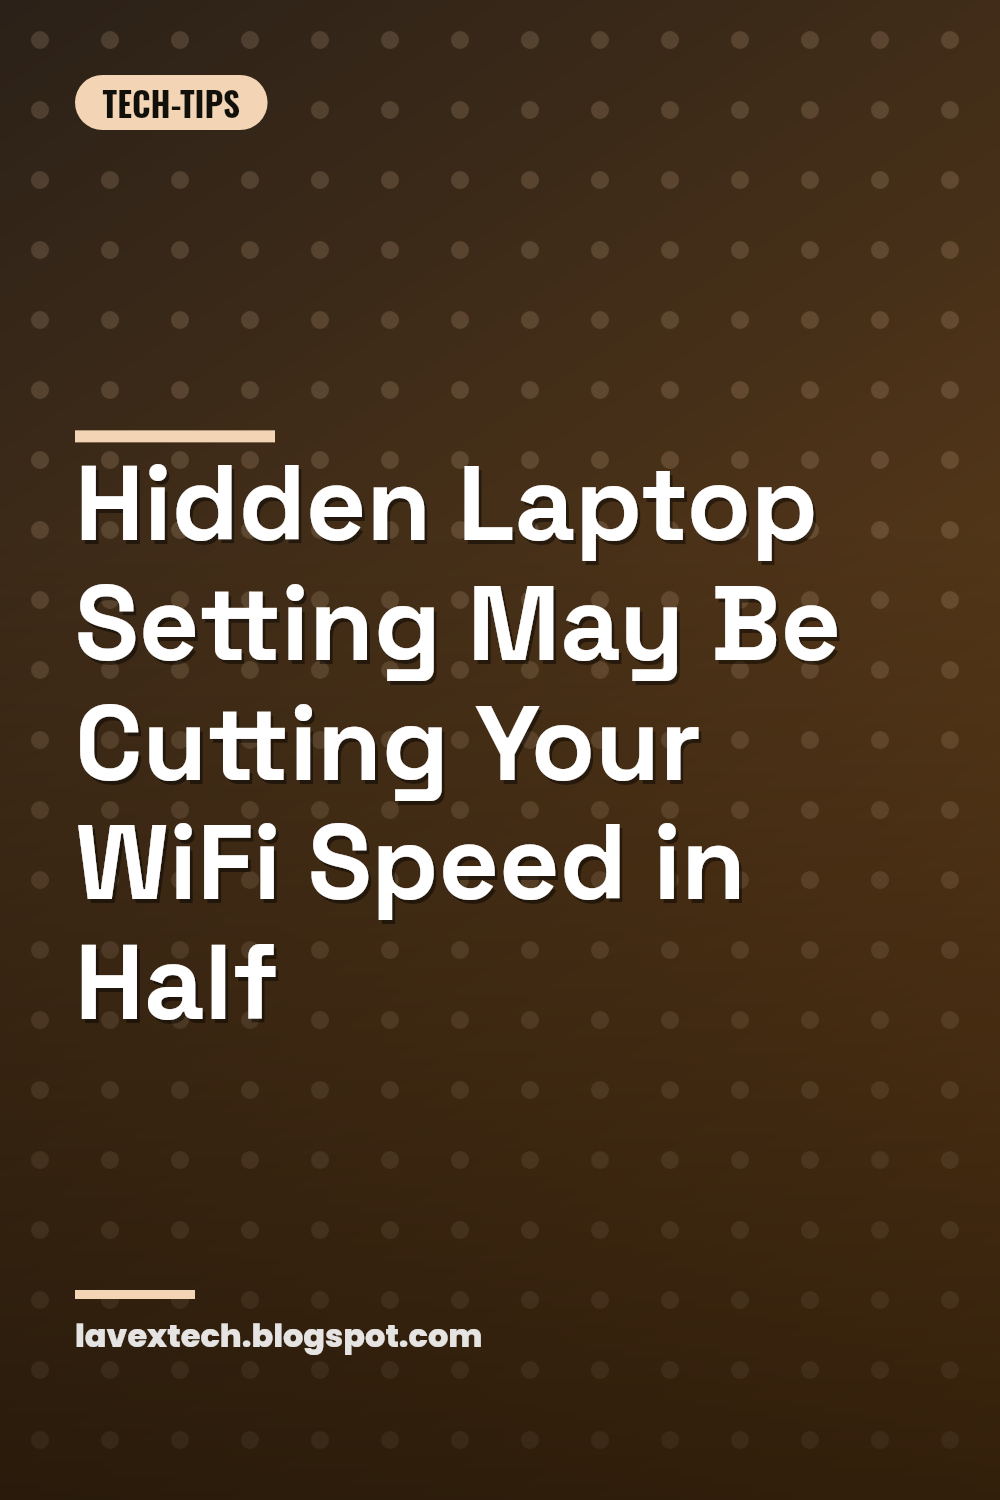 TECH-TIPS
Hidden Laptop
Setting May Be
Cutting Your
WiFi Speed in
Half
lavextech.blogspot.com